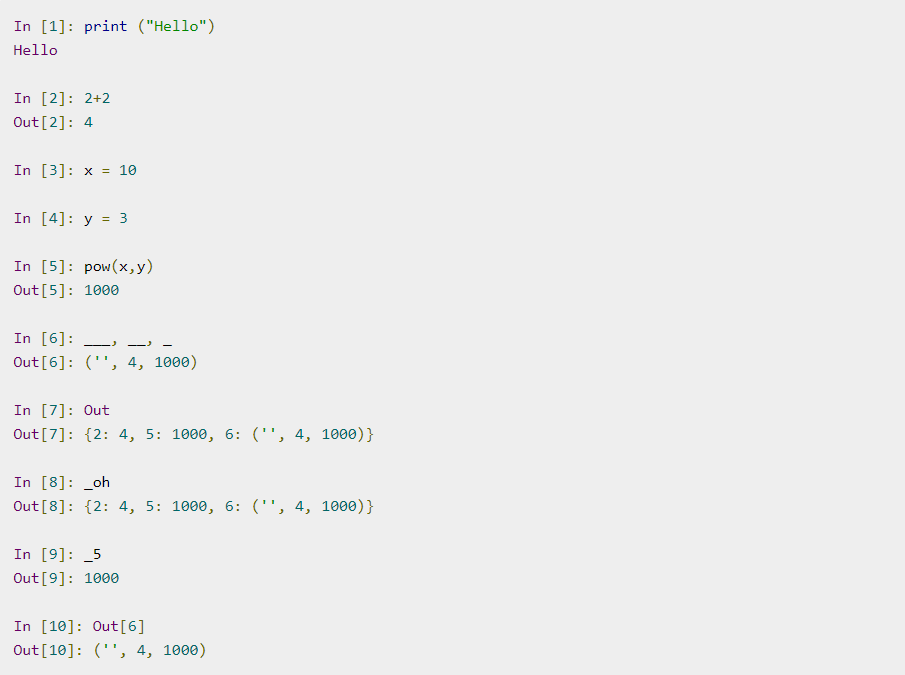 In [1]: print ("Hello")
Hello
In [2]: 2+2
Out[2]: 4
In [3]: x = 10
In [4]: y = 3
In [5]: pow(x,y)
Out[5]: 1000
In [6]: ___, __, _
Out[6]: ('', 4, 1000)
In [7]: Out
Out[7]: {2: 4, 5: 1000, 6: ('', 4, 1000)}
In [8]: _oh
Out[8]: {2: 4, 5: 1000, 6: ('', 4, 1000)}
In [9]: _5
Out[9]: 1000
In [10]: Out[6]
Out[10]: ('', 4, 1000)